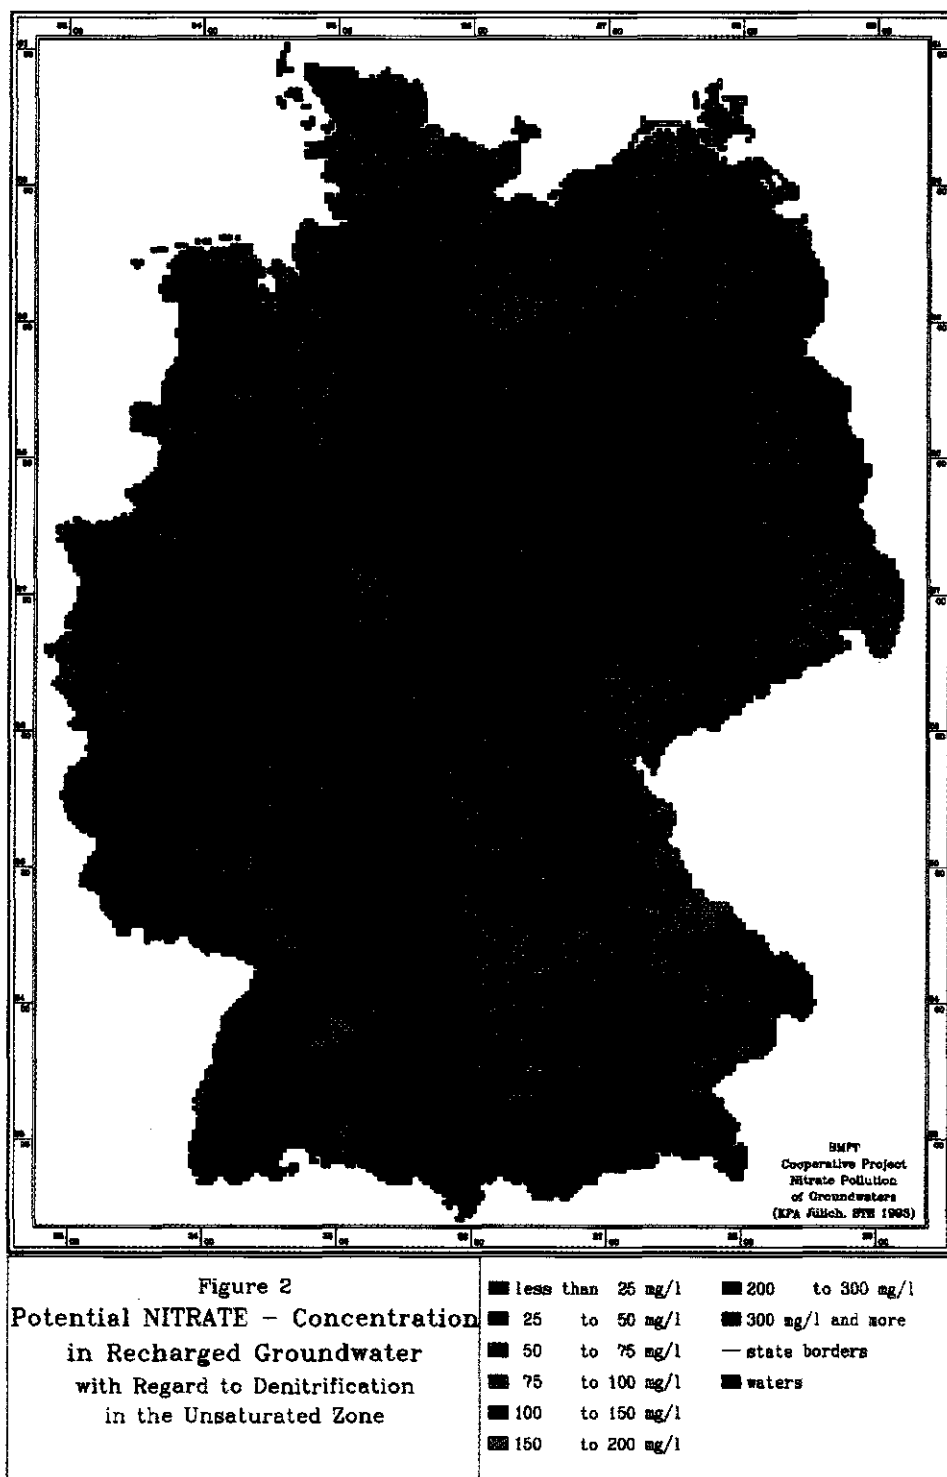 BMFT
Cooperative Project
Nitrate Pollution
of Groundwaters
(KFA Jülich, STE 1993)
Figure 2
Potential NITRATE - Concentration
in Recharged Groundwater
with Regard to Denitrification
in the Unsaturated Zone
less than 25 mg/l
25 to 50 mg/l
50 to 75 mg/l
75 to 100 mg/l
100 to 150 mg/l
150 to 200 mg/l
200 to 300 mg/l
300 mg/l and more
state borders
waters